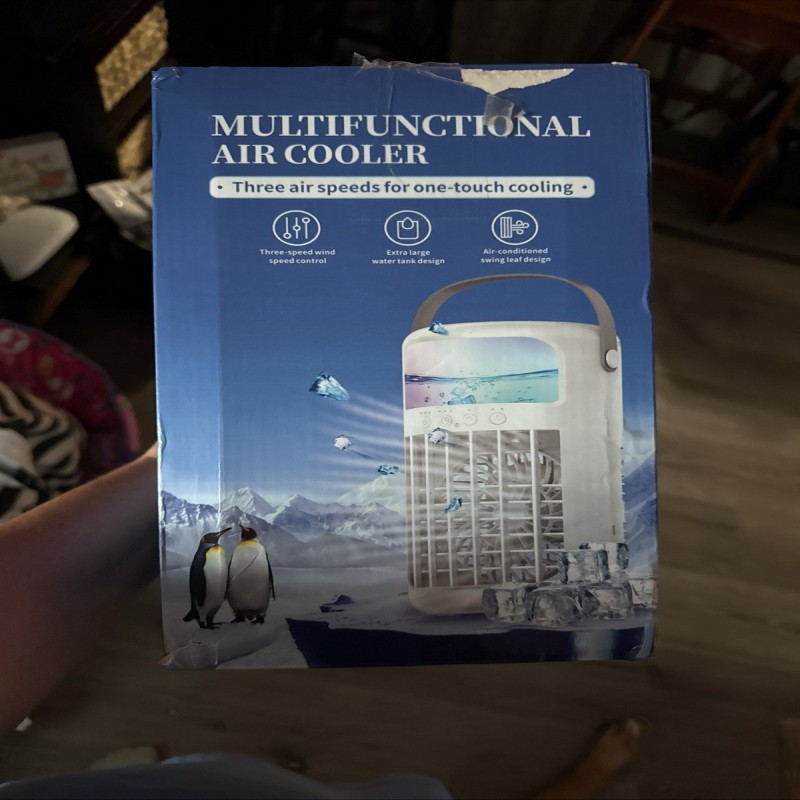 MULTIFUNCTIONAL
AIR COOLER
• Three air speeds for one-touch cooling •
Three-speed wind
speed control
Extra large
water tank design
Air-conditioned
swing leaf design